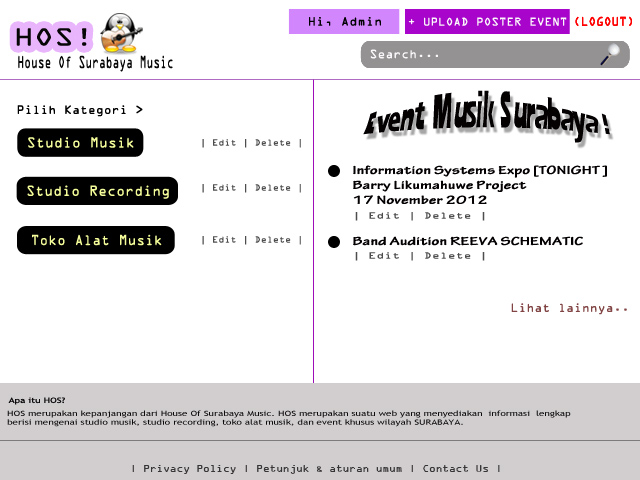 HOS!
House Of Surabaya Music
Hi, Admin
+ UPLOAD POSTER EVENT
(LOGOUT)
Search...
Pilih Kategori >
Studio Musik
| Edit | Delete |
Studio Recording
| Edit | Delete |
Toko Alat Musik
| Edit | Delete |
Event Musik Surabaya!
Information Systems Expo [TONIGHT]
Barry Likumahuwe Project
17 November 2012
| Edit | Delete |
Band Audition REEVA SCHEMATIC
| Edit | Delete |
Lihat lainnya..
Apa itu HOS?
HOS merupakan kepanjangan dari House Of Surabaya Music. HOS merupakan suatu web yang menyediakan informasi lengkap
berisi mengenai studio musik, studio recording, toko alat musik, dan event khusus wilayah SURABAYA.
| Privacy Policy | Petunjuk & aturan umum | Contact Us |